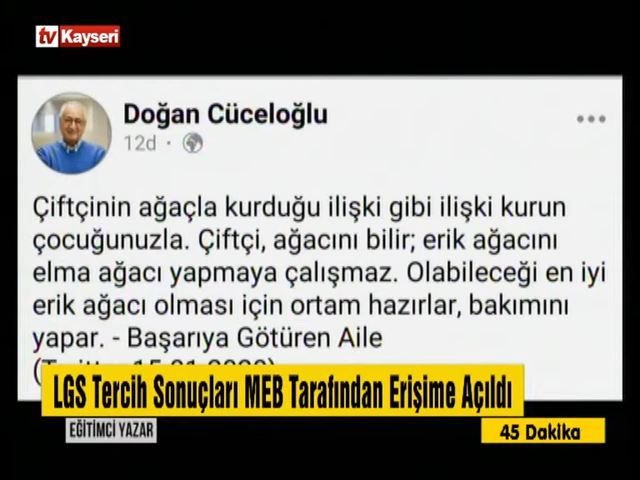 tv Kayseri
Doğan Cüceloğlu
12d ·
Çiftçinin ağaçla kurduğu ilişki gibi ilişki kurun
çocuğunuzla. Çiftçi, ağacını bilir; erik ağacını
elma ağacı yapmaya çalışmaz. Olabileceği en iyi
erik ağacı olması için ortam hazırlar, bakımını
yapar. - Başarıya Götüren Aile
LGS Tercih Sonuçları MEB Tarafından Erişime Açıldı
EĞİTİMCİ YAZAR
45 Dakika